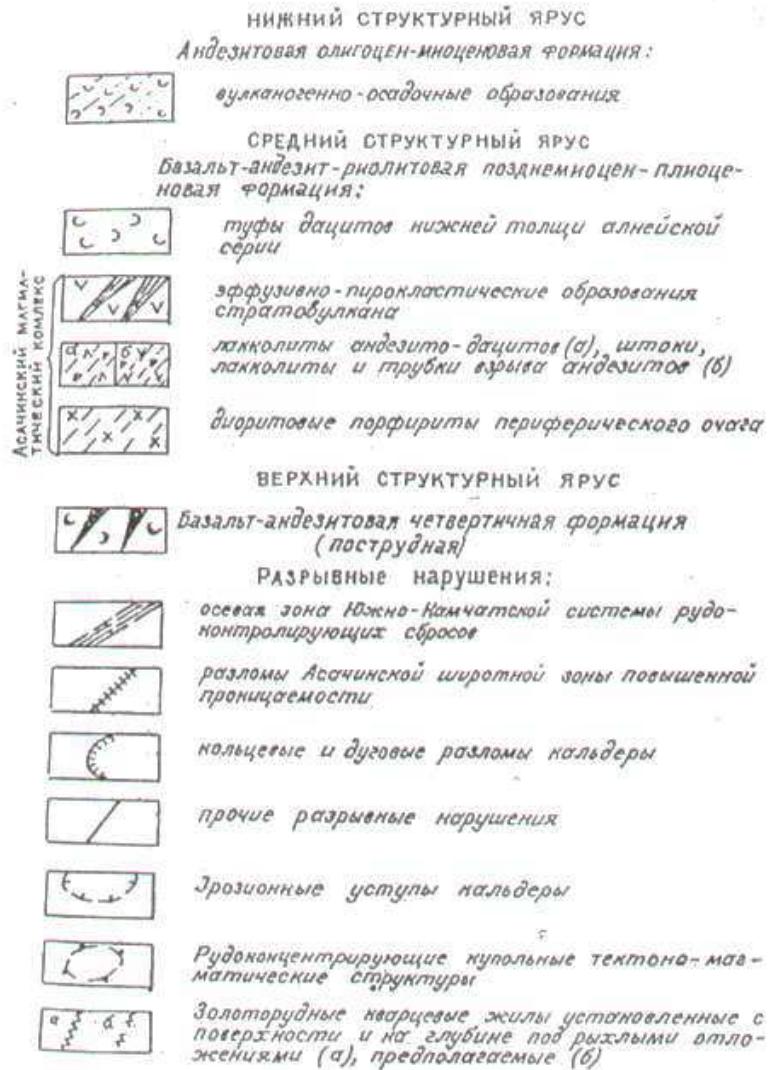 НИЖНИЙ СТРУКТУРНЫЙ ЯРУС
Андезитовая олигоцен-миоценовая формация:
вулканогенно-осадочные образования
СРЕДНИЙ СТРУКТУРНЫЙ ЯРУС
Базальт-андезит-риолитовая позднемиоцен-плиоце-
новая формация:
туфы дацитов нижней толщи алнейской
серии
АСАЧИНСКИЙ МАГМА-
ТИЧЕСКИЙ КОМЛЕКС
эффузивно-пирокластические образования
стратовулкана
а б
лакколиты андезито-дацитов (а), штоки,
лакколиты и трубки взрыва андезитов (б)
диоритовые порфириты периферического очага
ВЕРХНИЙ СТРУКТУРНЫЙ ЯРУС
Базальт-андезитовая четвертичная формация
(пострудная)
РАЗРЫВНЫЕ НАРУШЕНИЯ:
осевая зона Южно-Камчатской системы рудо-
контролирующих сбросов
разломы Асачинской широтной зоны повышенной
проницаемости
кольцевые и дуговые разломы кальдеры
прочие разрывные нарушения
Эрозионные уступы кальдеры
Рудоконцентрирующие купольные тектоно-маг-
матические структуры
а б
Золоторудные кварцевые жилы установленные с
поверхности и на глубине под рыхлыми отло-
жениями (а), предполагаемые (б)